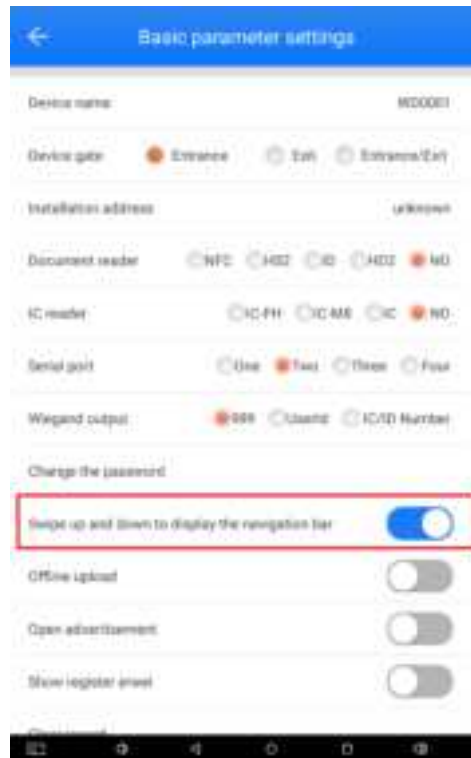 Basic parameter settings
Device name WD0001
Device gate Entrance Exit Entrance/Exit
Installation address unknown
Document reader NFC ID NO
IC reader IC NO
Serial port One Two Three Four
Wiegand output UserId IC/ID Number
Change the password
Swipe up and down to display the navigation bar
Offline upload
Open advertisement
Show register